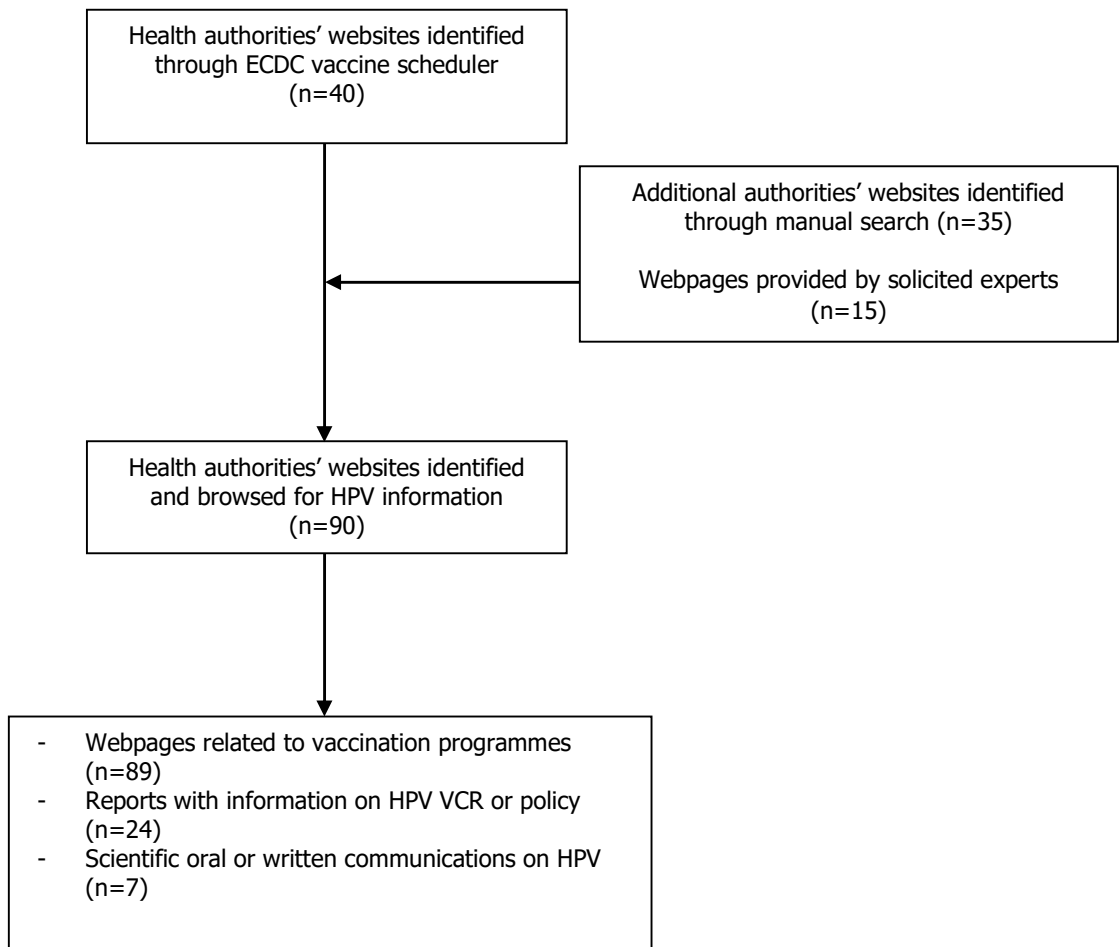 Health authorities’ websites identified
through ECDC vaccine scheduler
(n=40)
Additional authorities’ websites identified
through manual search (n=35)
Webpages provided by solicited experts
(n=15)
Health authorities’ websites identified
and browsed for HPV information
(n=90)
- Webpages related to vaccination programmes
(n=89)
- Reports with information on HPV VCR or policy
(n=24)
- Scientific oral or written communications on HPV
(n=7)